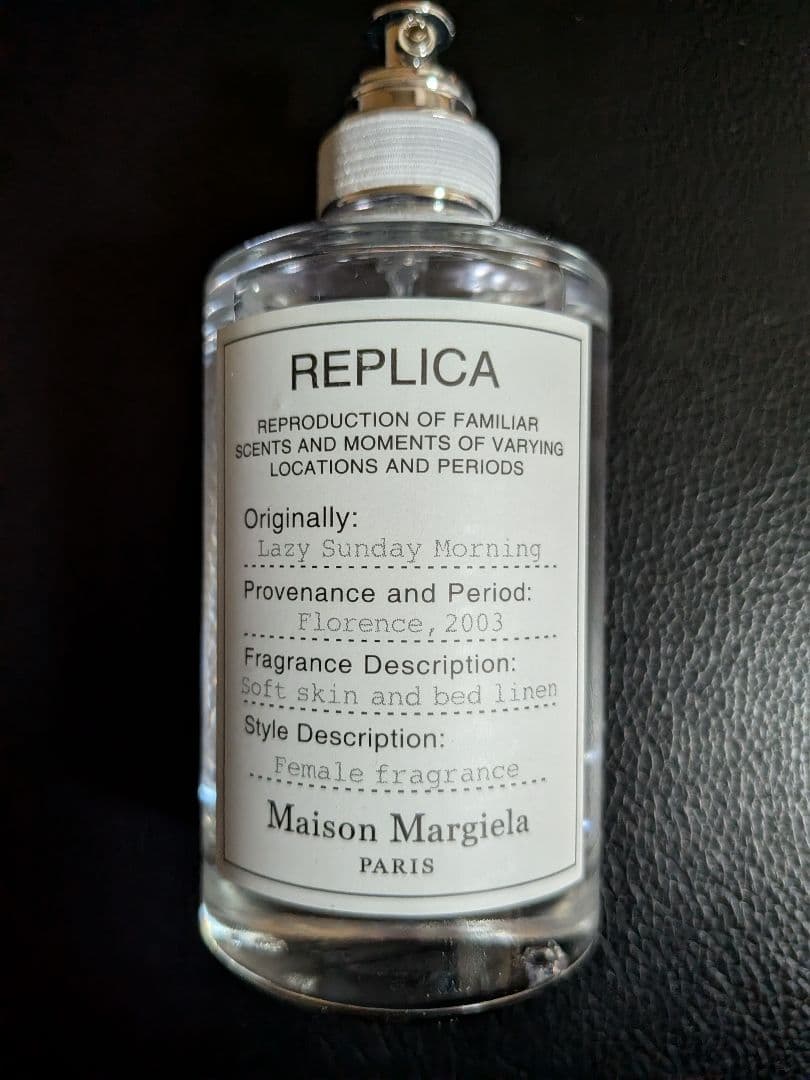 REPLICA
REPRODUCTION OF FAMILIAR
SCENTS AND MOMENTS OF VARYING
LOCATIONS AND PERIODS
Originally:
Lazy Sunday Morning
Provenance and Period:
Florence, 2003
Fragrance Description:
Soft skin and bed linen
Style Description:
Female fragrance
Maison Margiela
PARIS